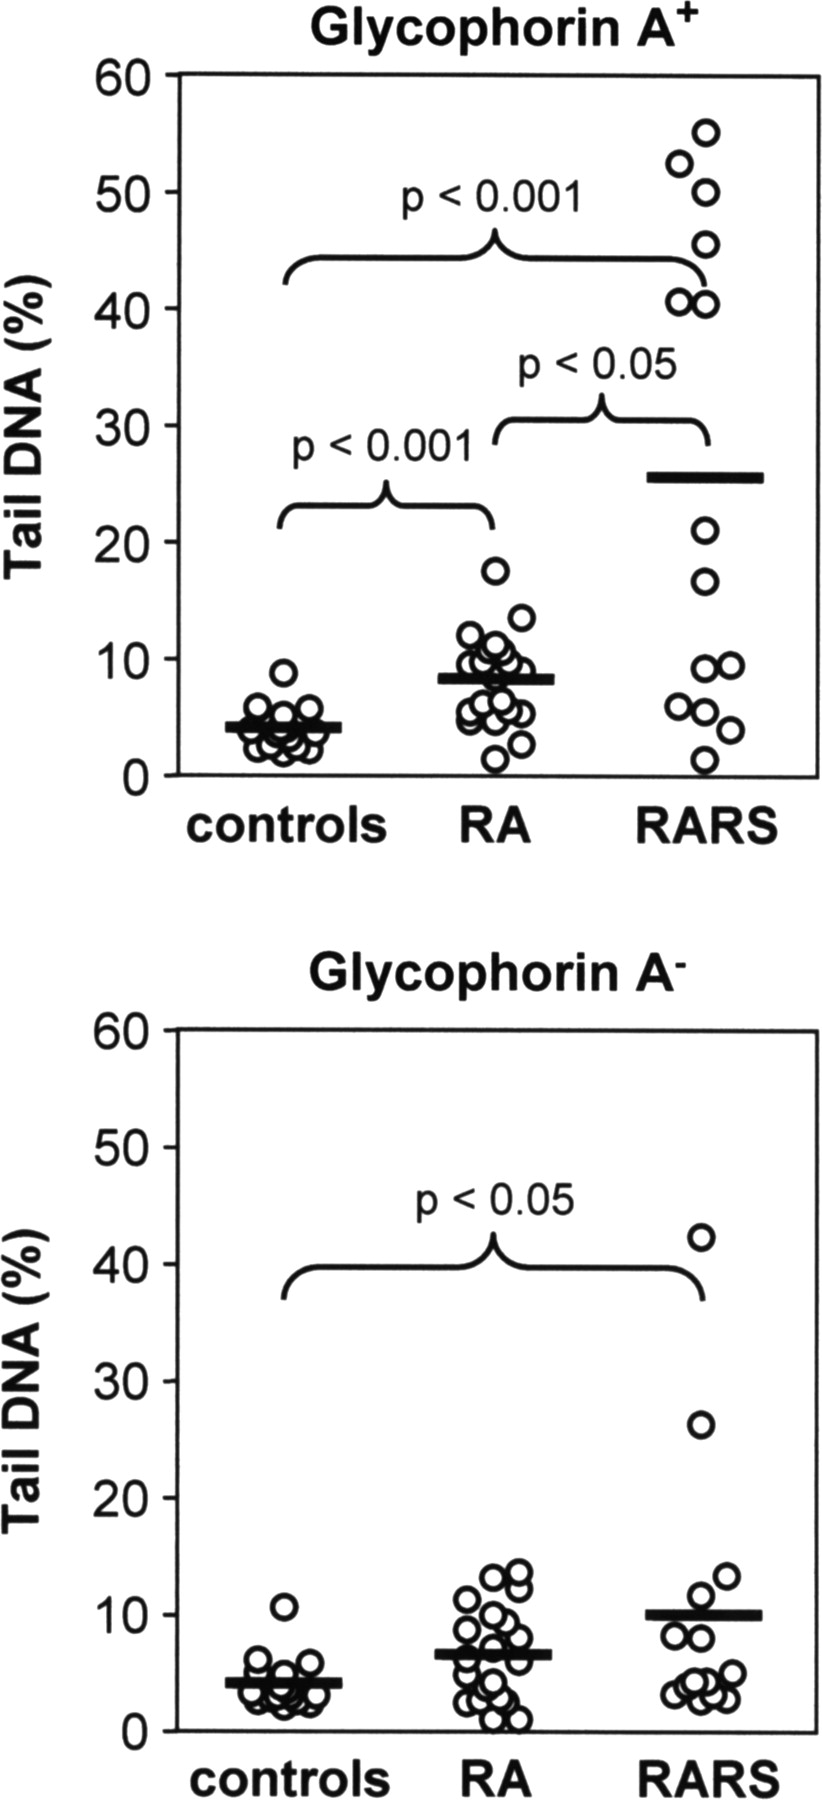 Glycophorin A+
60
50
40
30
20
10
0
Tail DNA (%)
p < 0.001
p < 0.05
p < 0.001
controls RA RARS
Glycophorin A-
60
50
40
30
20
10
0
Tail DNA (%)
p < 0.05
controls RA RARS